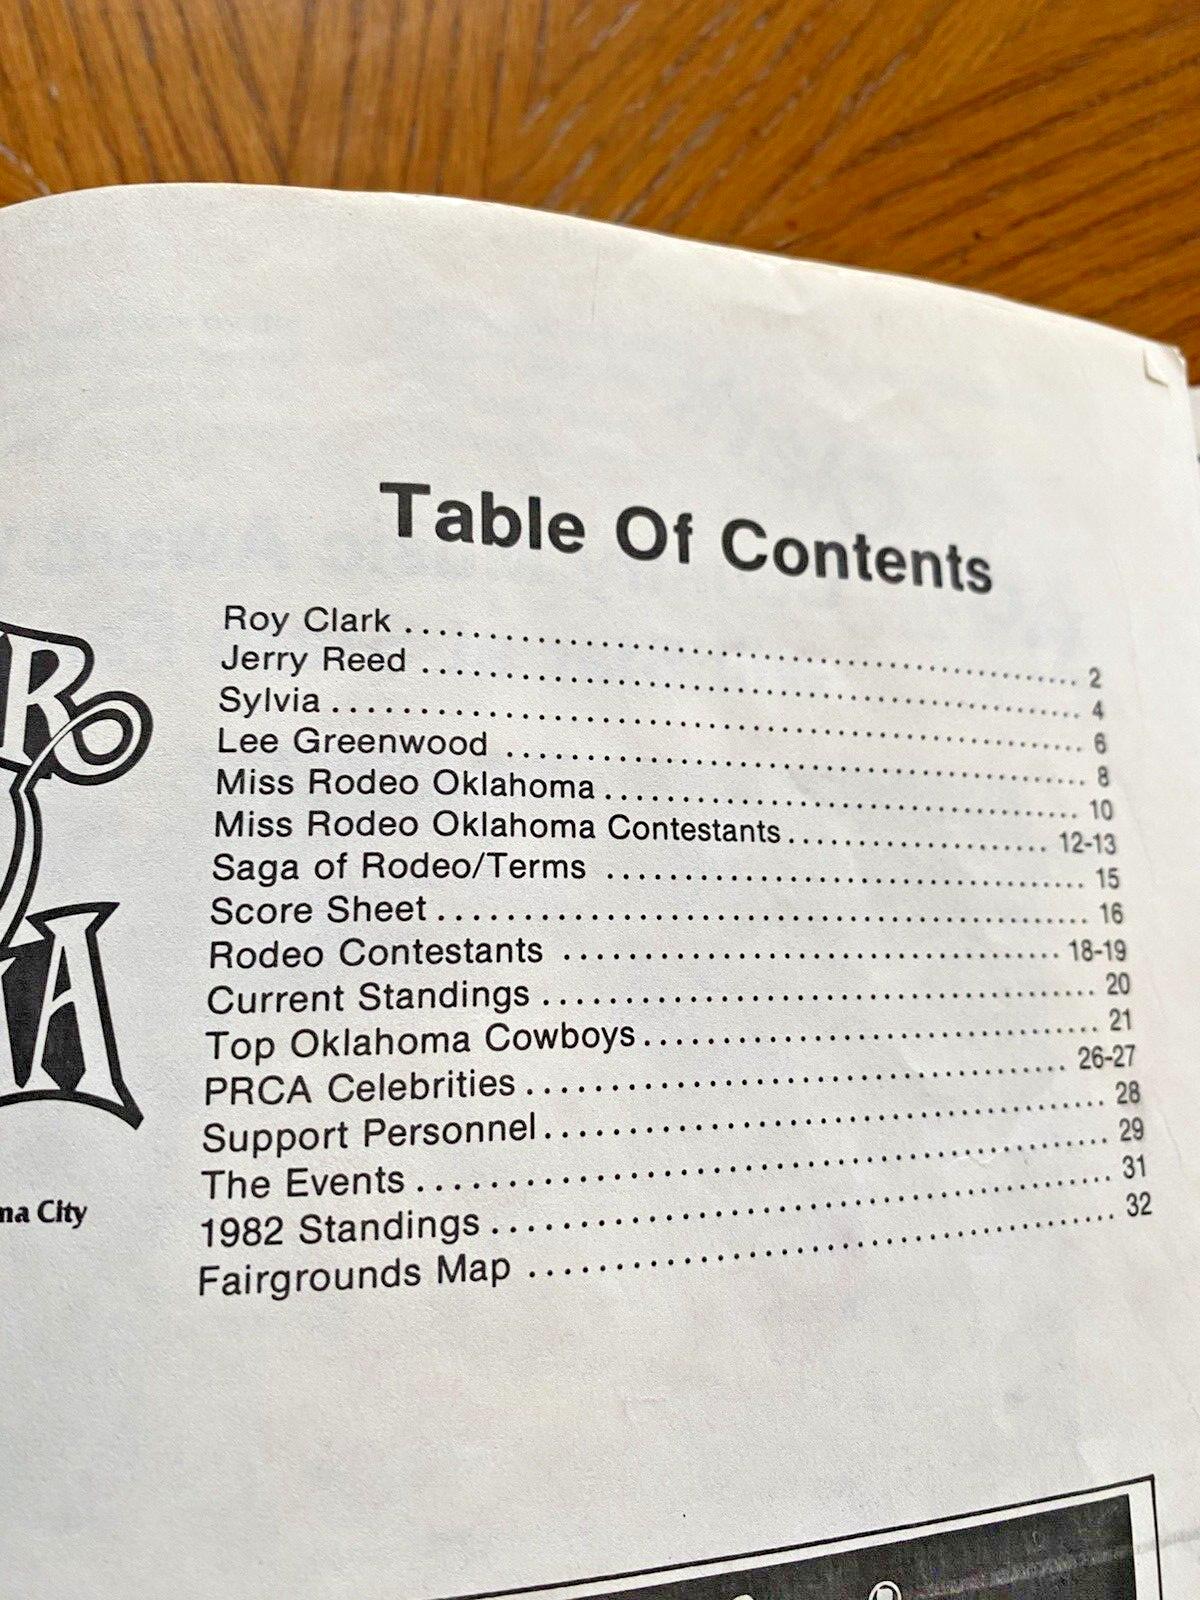 Table Of Contents
Roy Clark ........................................ 2
Jerry Reed ....................................... 4
Sylvia ........................................... 6
Lee Greenwood .................................... 8
Miss Rodeo Oklahoma .............................. 10
Miss Rodeo Oklahoma Contestants ................ 12-13
Saga of Rodeo/Terms .............................. 15
Score Sheet ...................................... 16
Rodeo Contestants .............................. 18-19
Current Standings ................................ 20
Top Oklahoma Cowboys ............................. 21
PRCA Celebrities ............................... 26-27
Support Personnel ................................ 28
The Events ....................................... 29
1982 Standings ................................... 31
Fairgrounds Map .................................. 32
R
A
ma City